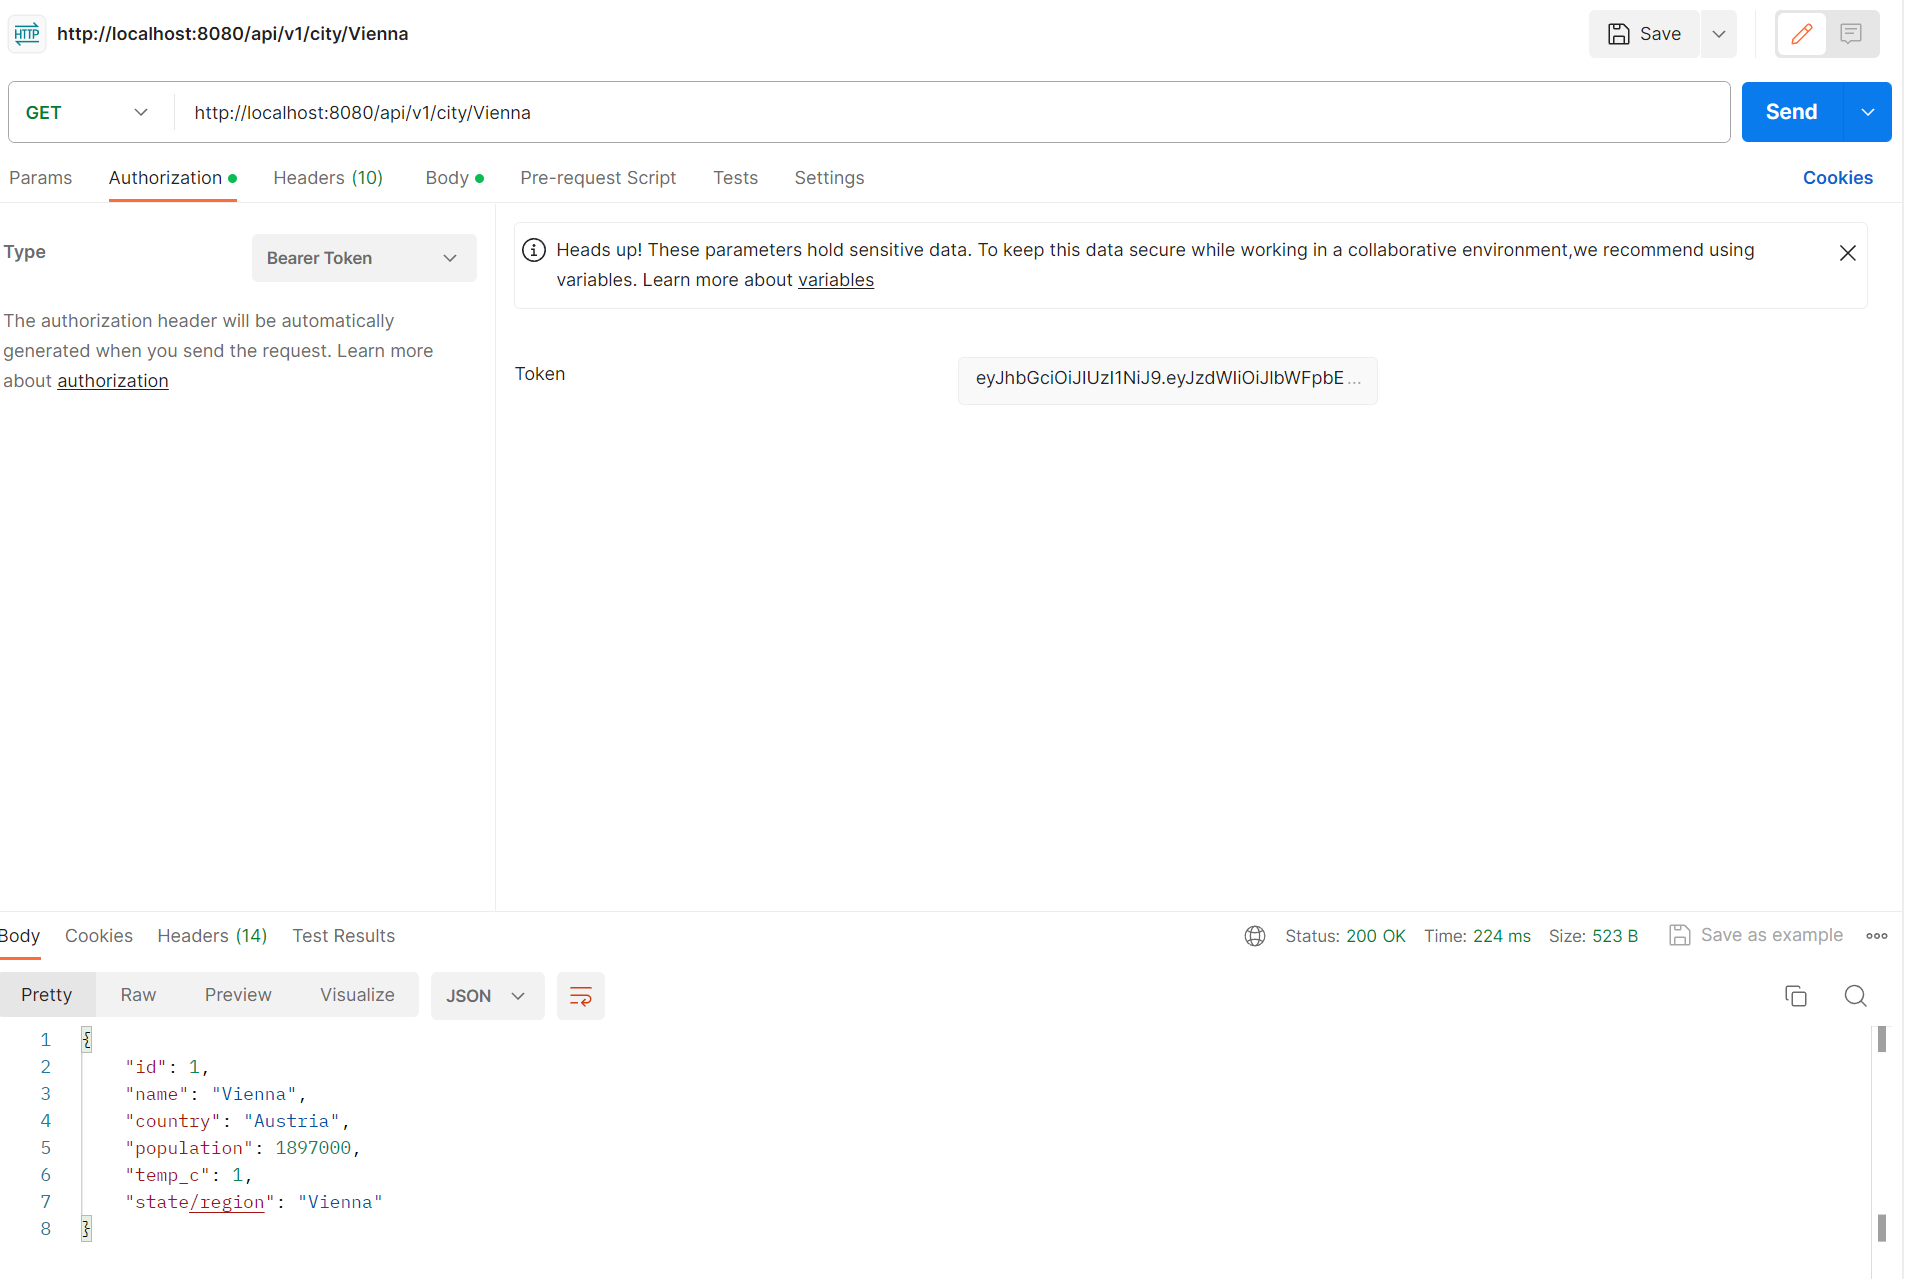 HTTP http://localhost:8080/api/v1/city/Vienna Save
GET http://localhost:8080/api/v1/city/Vienna Send
Params Authorization Headers (10) Body Pre-request Script Tests Settings Cookies
Type Bearer Token
The authorization header will be automatically
generated when you send the request. Learn more
about authorization
Heads up! These parameters hold sensitive data. To keep this data secure while working in a collaborative environment,we recommend using
variables. Learn more about variables
Token eyJhbGciOiJIUzI1NiJ9.eyJzdWIiOiJlbWFpbE...
Body Cookies Headers (14) Test Results Status: 200 OK Time: 224 ms Size: 523 B Save as example
Pretty Raw Preview Visualize JSON
1 {
2 "id": 1,
3 "name": "Vienna",
4 "country": "Austria",
5 "population": 1897000,
6 "temp_c": 1,
7 "state/region": "Vienna"
8 }